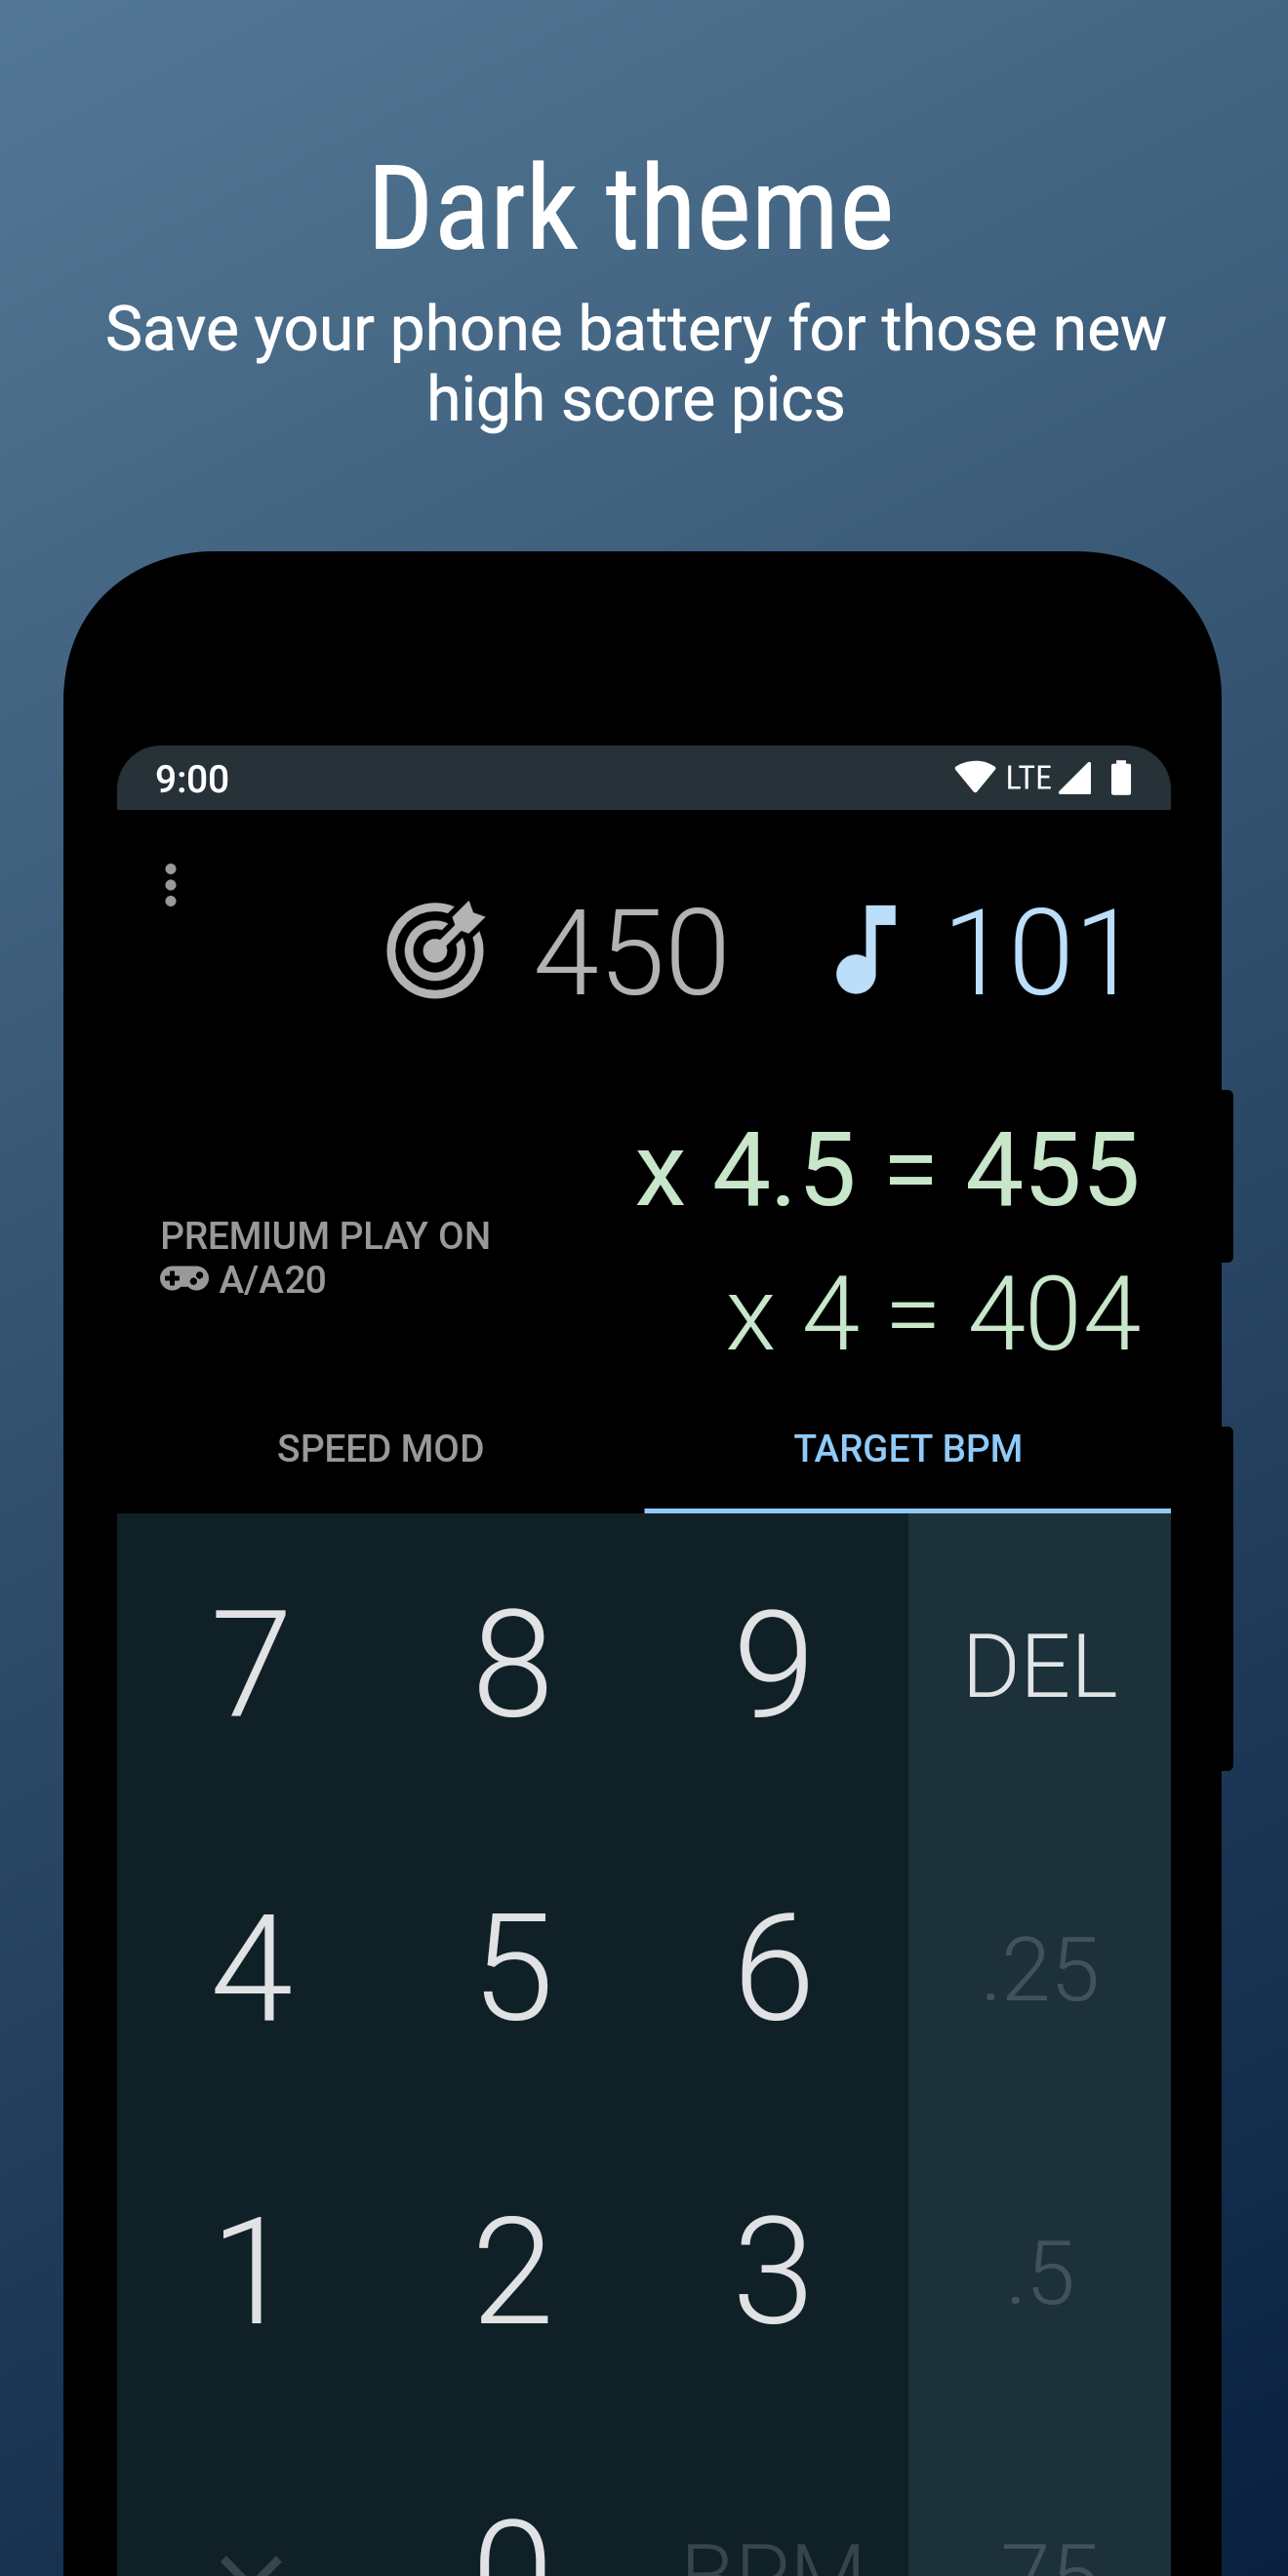 Dark theme
Save your phone battery for those new
high score pics
9:00 LTE
450 101
x 4.5 = 455
PREMIUM PLAY ON
A/A20
x 4 = 404
SPEED MOD TARGET BPM
7 8 9 DEL
4 5 6 .25
1 2 3 .5
× 0 BPM .75